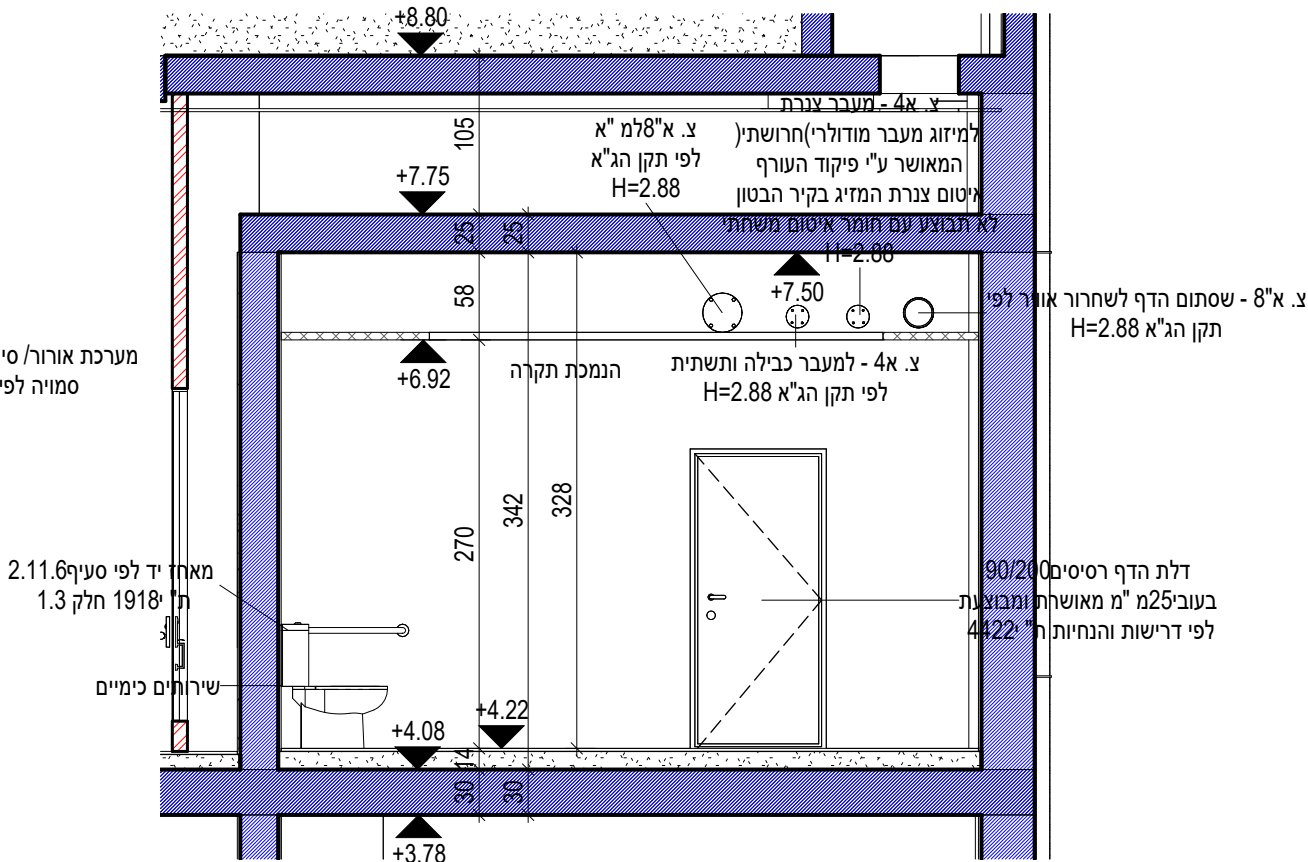 +8.80
צ. א4 - מעבר צנרת
למיזוג מעבר מודולרי)חרושתי(
המאושר ע"י פיקוד העורף
איטום צנרת המזיג בקיר הבטון
לא תבוצע עם חומר איטום משחתי
H=2.88
צ. א"8למ "א
לפי תקן הג"א
H=2.88
105
+7.75
25
25
58
+7.50
צ. א"8 - שסתום הדף לשחרור אוויר לפי
תקן הג"א H=2.88
מערכת אורור/ סי
סמויה לפי
+6.92
הנמכת תקרה
צ. א4 - למעבר כבילה ותשתית
לפי תקן הג"א H=2.88
270
342
328
מאחז יד לפי סעיף2.11.6
ת" י1918 חלק 1.3
דלת הדף רסיסים90/200
בעובי25מ "מ מאושרת ומבוצעת
לפי דרישות והנחיות ת" י4422
שירותים כימיים
+4.22
+4.08
14
30
30
+3.78